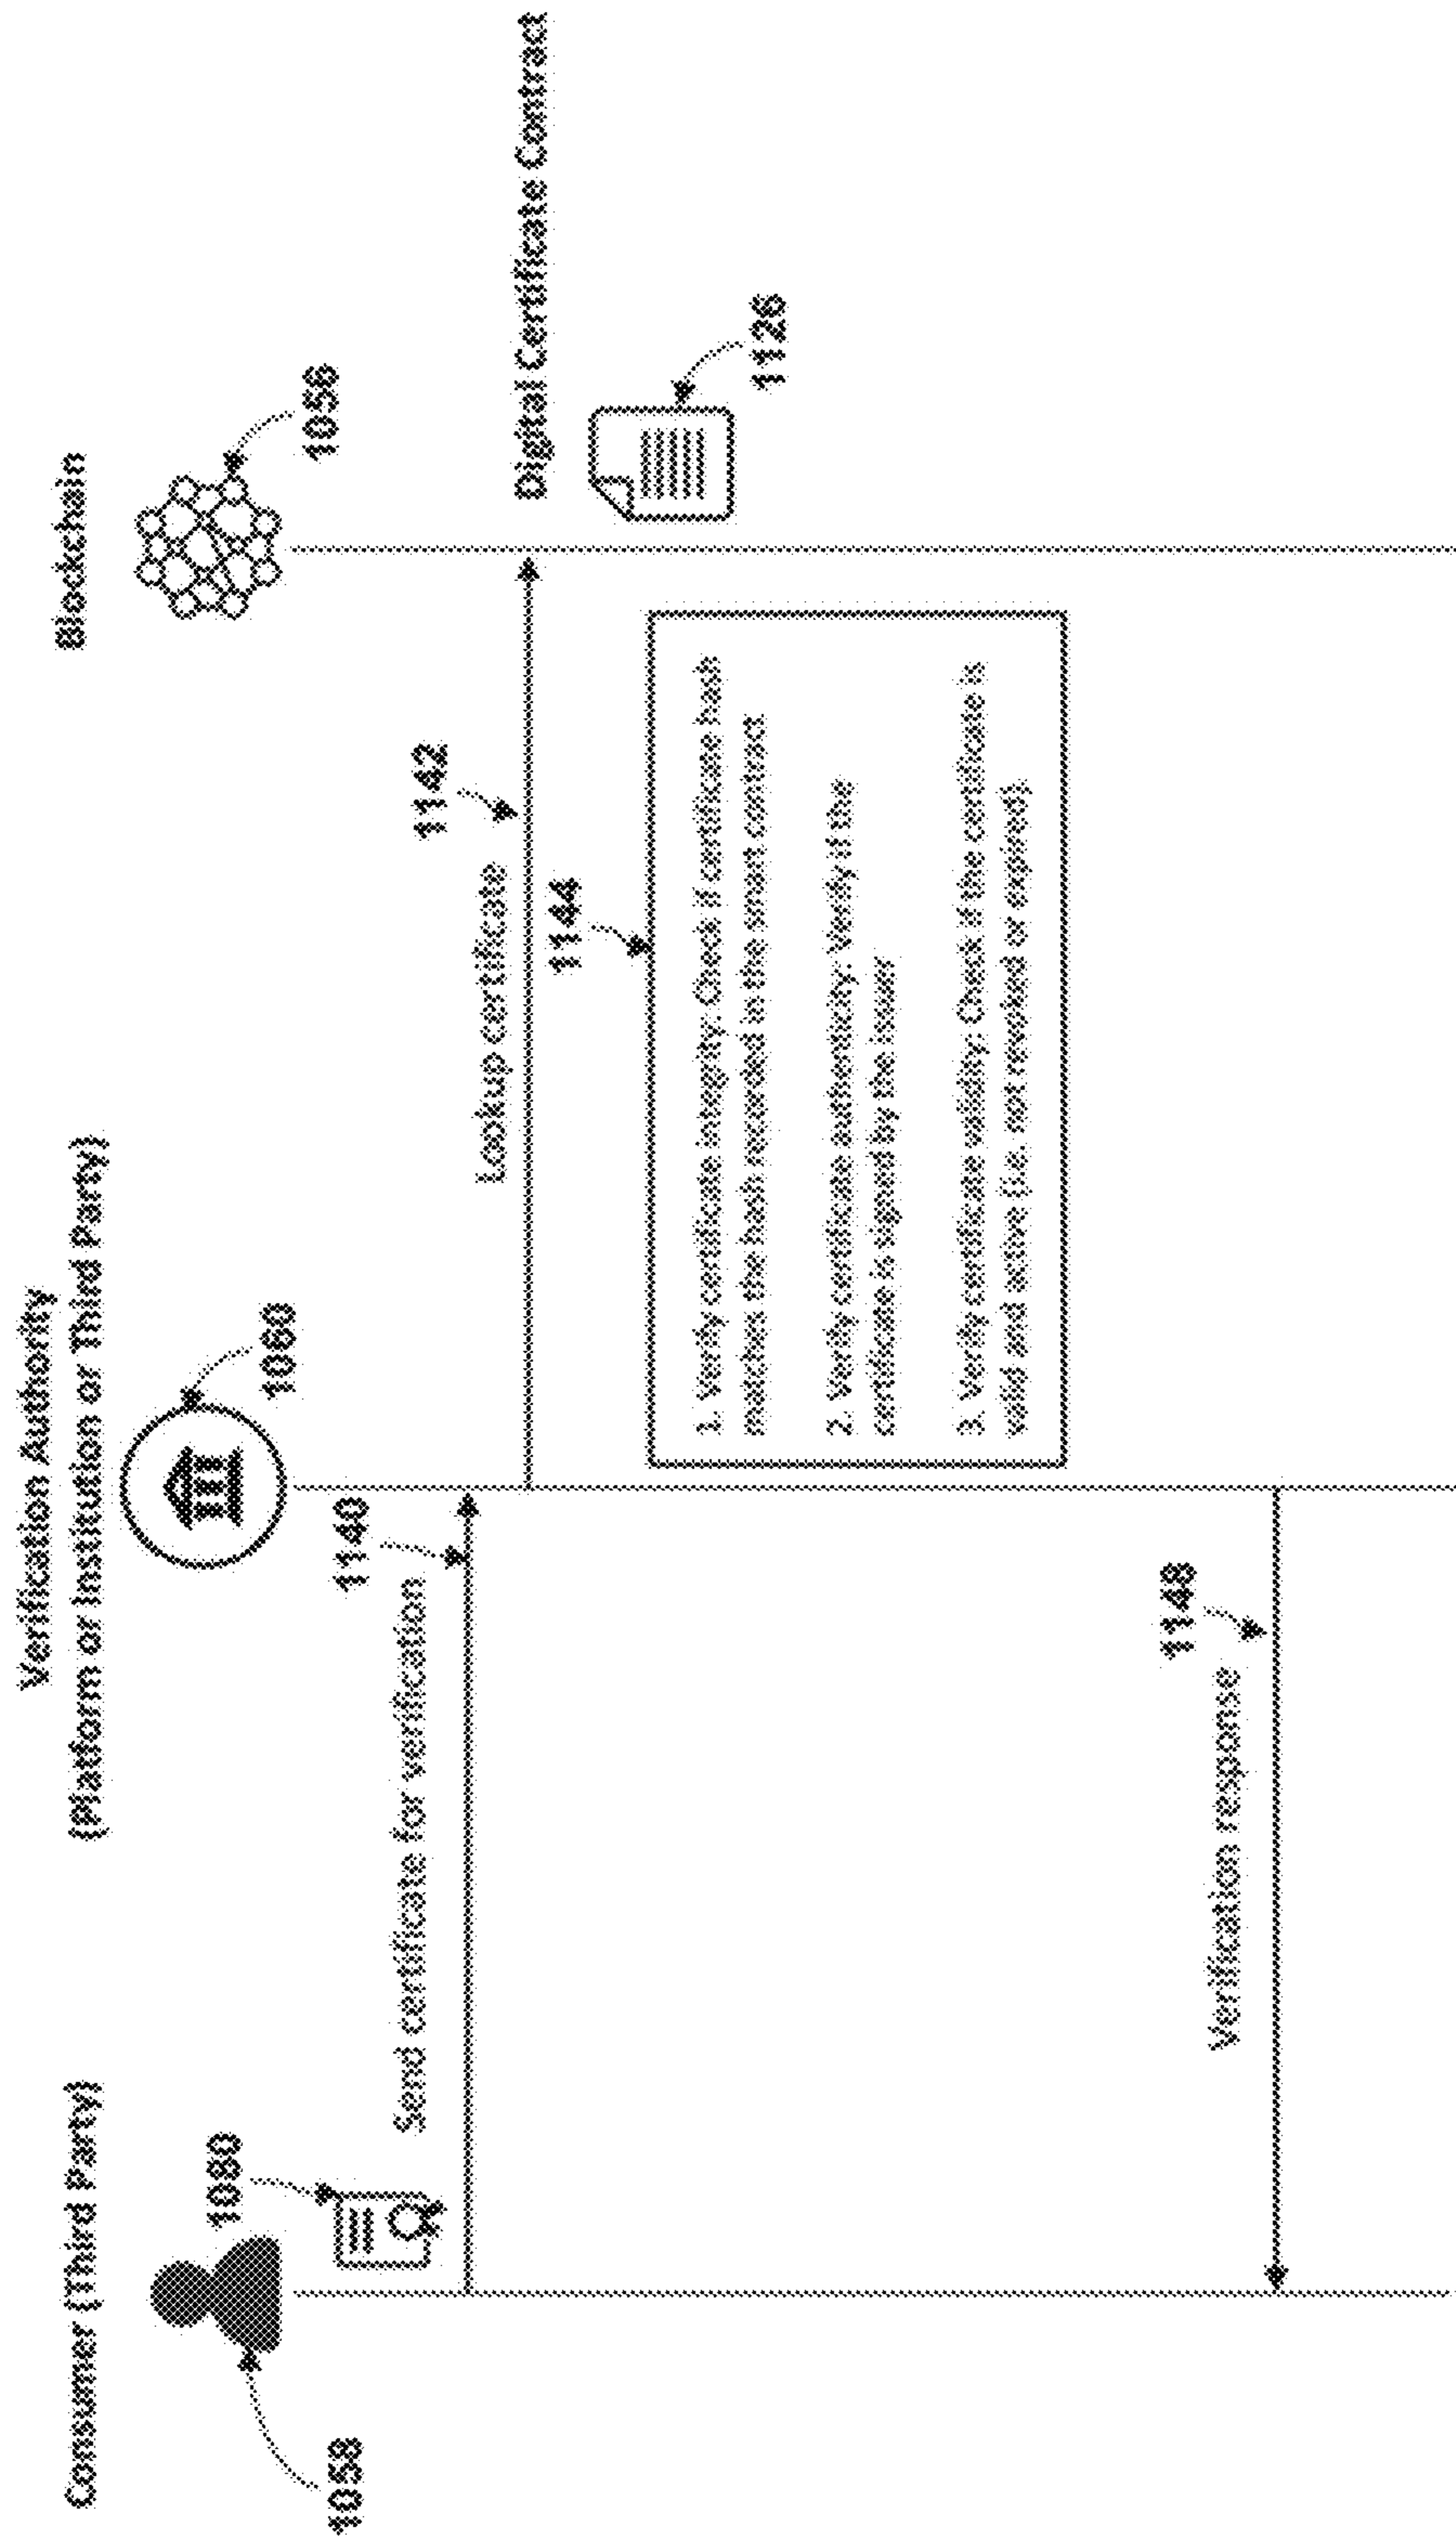 Consumer (Third Party)
Verification Authority
(Platform or Institution or Third Party)
Blockchain
1058
1080
1060
1056
Send certificate for verification
1140
Lookup certificate
1142
Digital Certificate Contract
1126
1144
1. Verify certificate integrity: Check if certificate hash
matches the hash recorded in the smart contract
2. Verify certificate authenticity: Verify if the
certificate is signed by the issuer
3. Verify certificate validity: Check if the certificate is
valid and active (i.e. not revoked or expired).
Verification response
1148